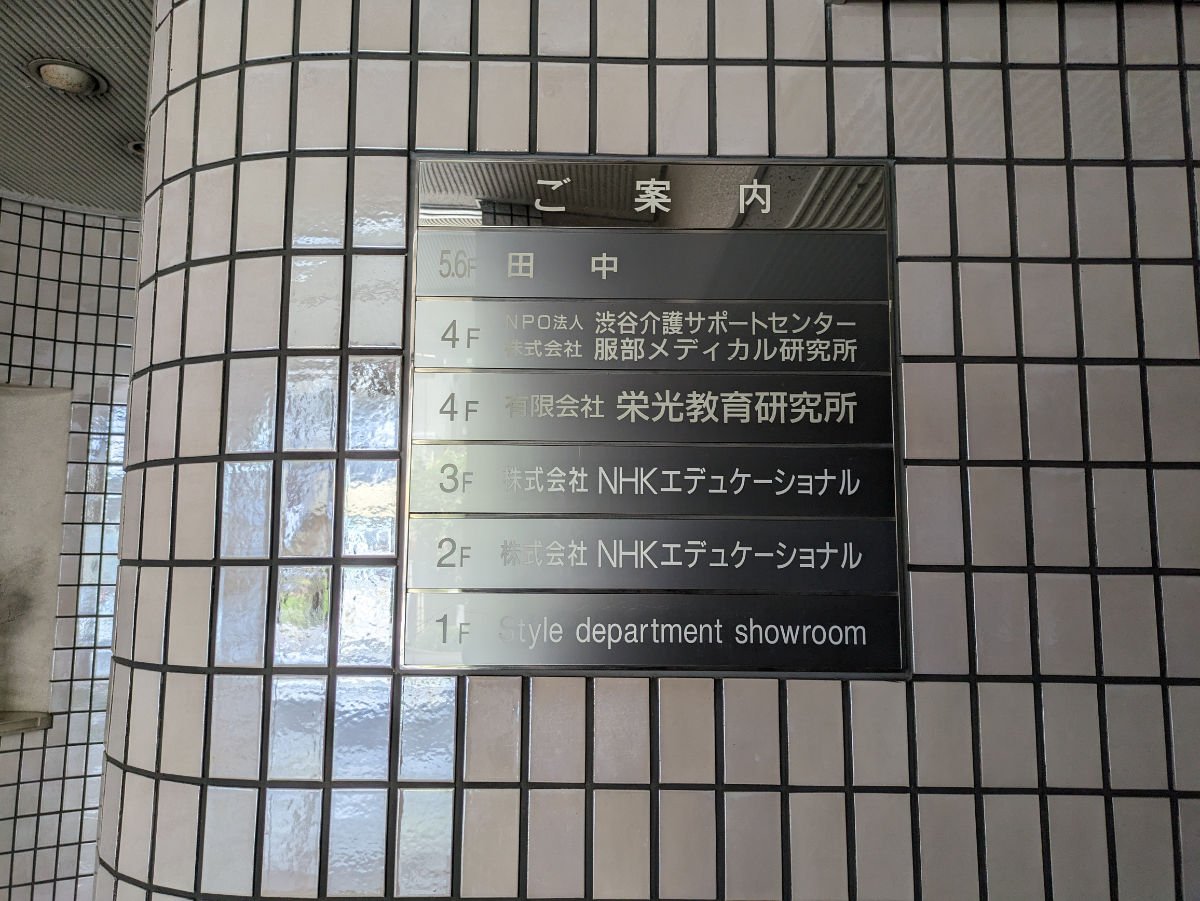 ご案内
5.6F 田中
4F NPO法人 渋谷介護サポートセンター
株式会社 服部メディカル研究所
4F 有限会社 栄光教育研究所
3F 株式会社 NHKエデュケーショナル
2F 株式会社 NHKエデュケーショナル
1F Style department showroom